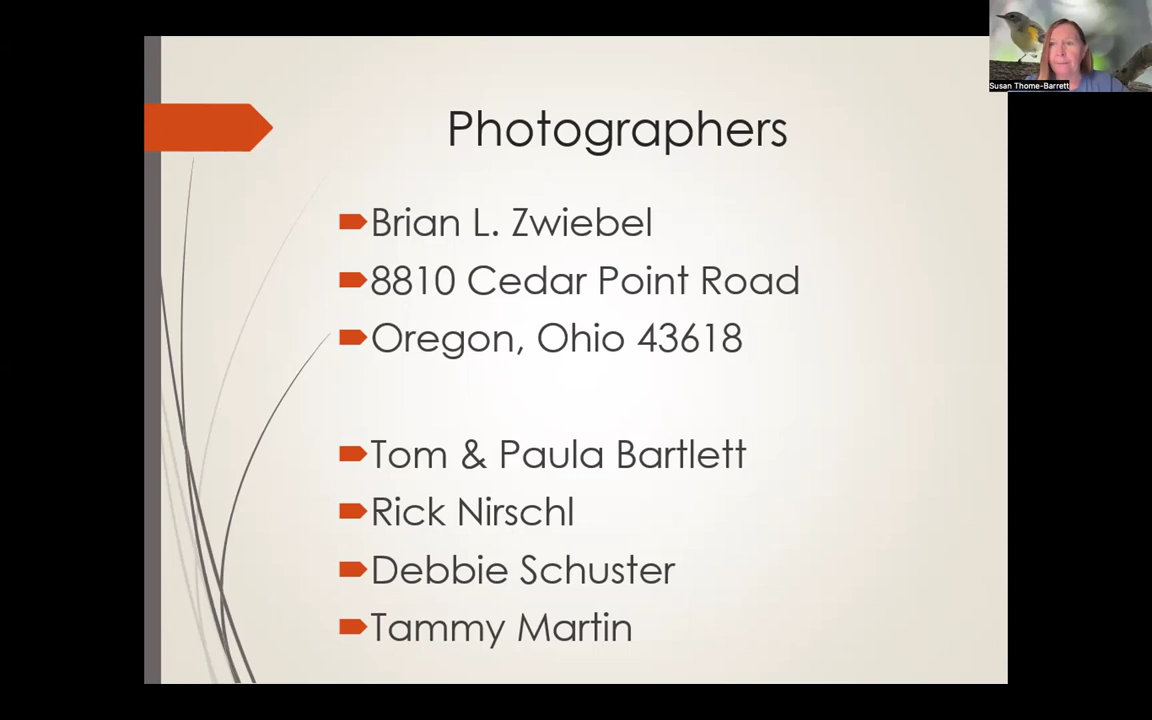 Susan Thome-Barrett
Photographers
Brian L. Zwiebel
8810 Cedar Point Road
Oregon, Ohio 43618
Tom & Paula Bartlett
Rick Nirschl
Debbie Schuster
Tammy Martin